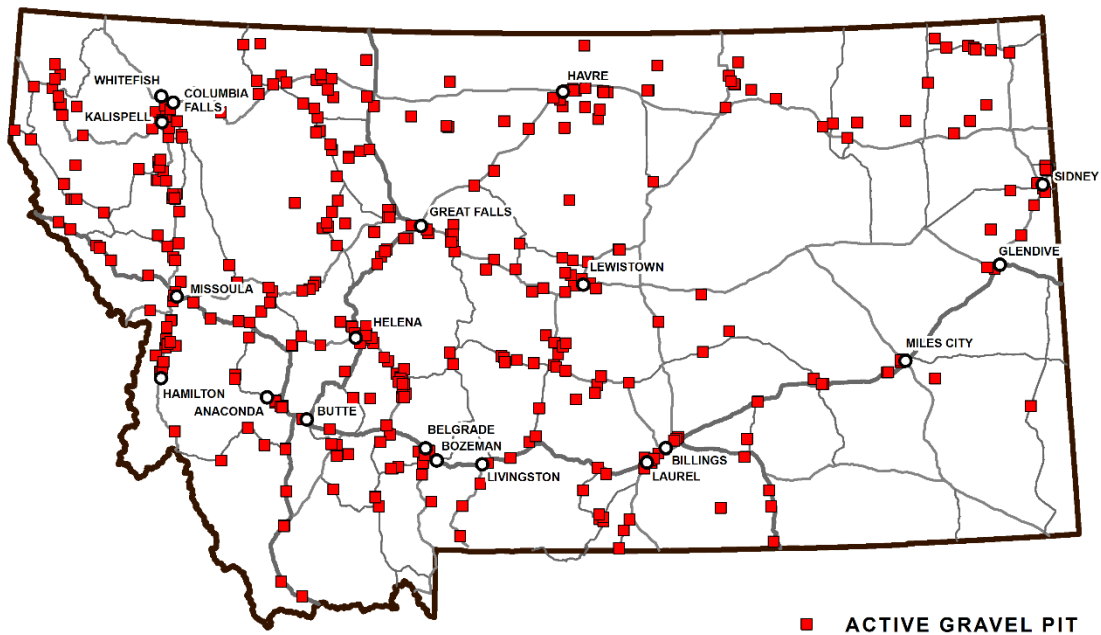 WHITEFISH
COLUMBIA
FALLS
KALISPELL
HAVRE
SIDNEY
GREAT FALLS
GLENDIVE
LEWISTOWN
MISSOULA
HELENA
MILES CITY
HAMILTON
ANACONDA
BUTTE
BELGRADE
BOZEMAN
BILLINGS
LAUREL
LIVINGSTON
ACTIVE GRAVEL PIT